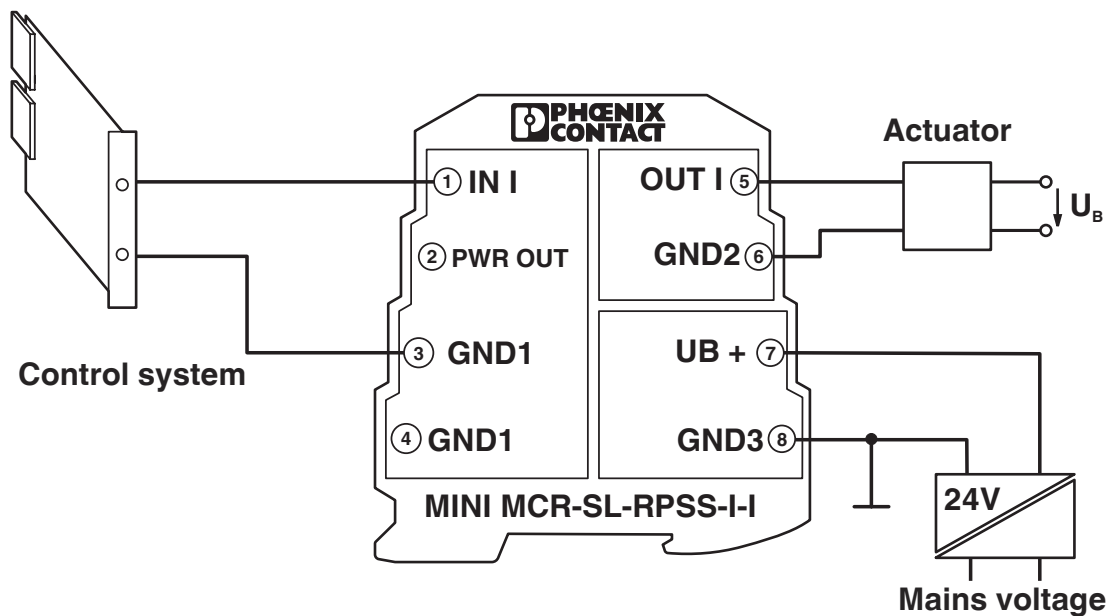 PHŒNIX
CONTACT
Actuator
1 IN I
OUT I 5
U_B
2 PWR OUT
GND2 6
3 GND1
UB + 7
Control system
4 GND1
GND3 8
24V
MINI MCR-SL-RPSS-I-I
Mains voltage